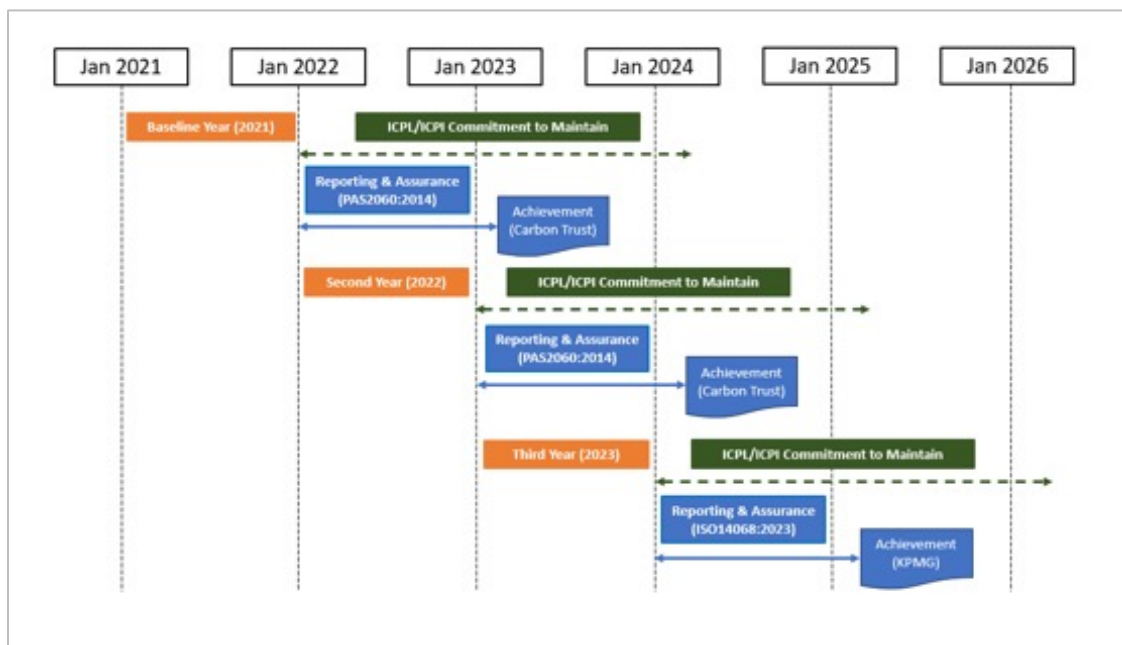 Jan 2021
Jan 2022
Jan 2023
Jan 2024
Jan 2025
Jan 2026
Baseline Year (2021)
ICPL/ICPI Commitment to Maintain
Reporting & Assurance
(PAS2060:2014)
Achievement
(Carbon Trust)
Second Year (2022)
ICPL/ICPI Commitment to Maintain
Reporting & Assurance
(PAS2060:2014)
Achievement
(Carbon Trust)
Third Year (2023)
ICPL/ICPI Commitment to Maintain
Reporting & Assurance
(ISO14068:2023)
Achievement
(KPMG)